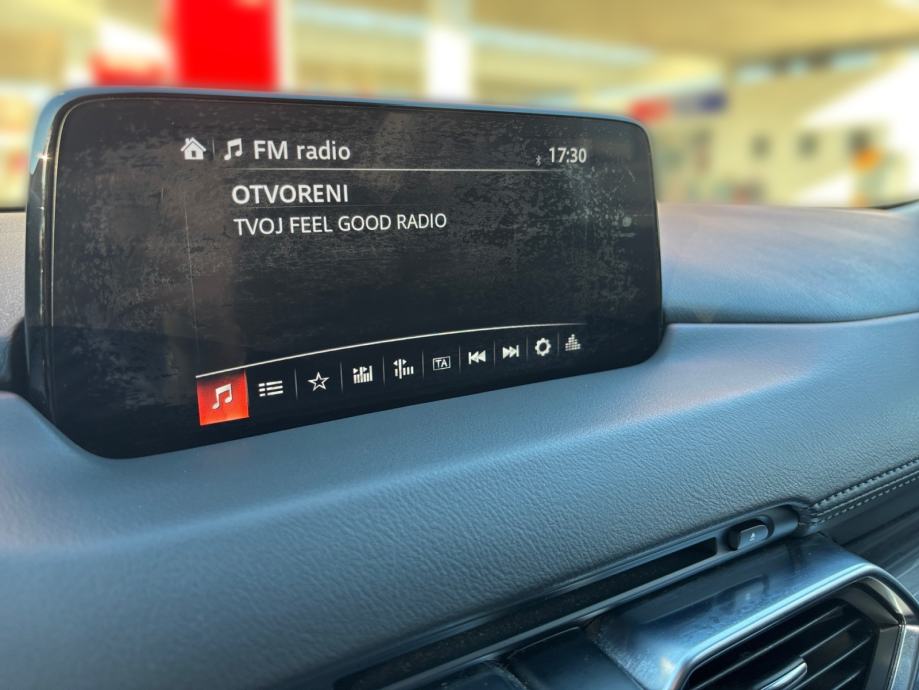 FM radio
17:30
OTVORENI
TVOJ FEEL GOOD RADIO
TA